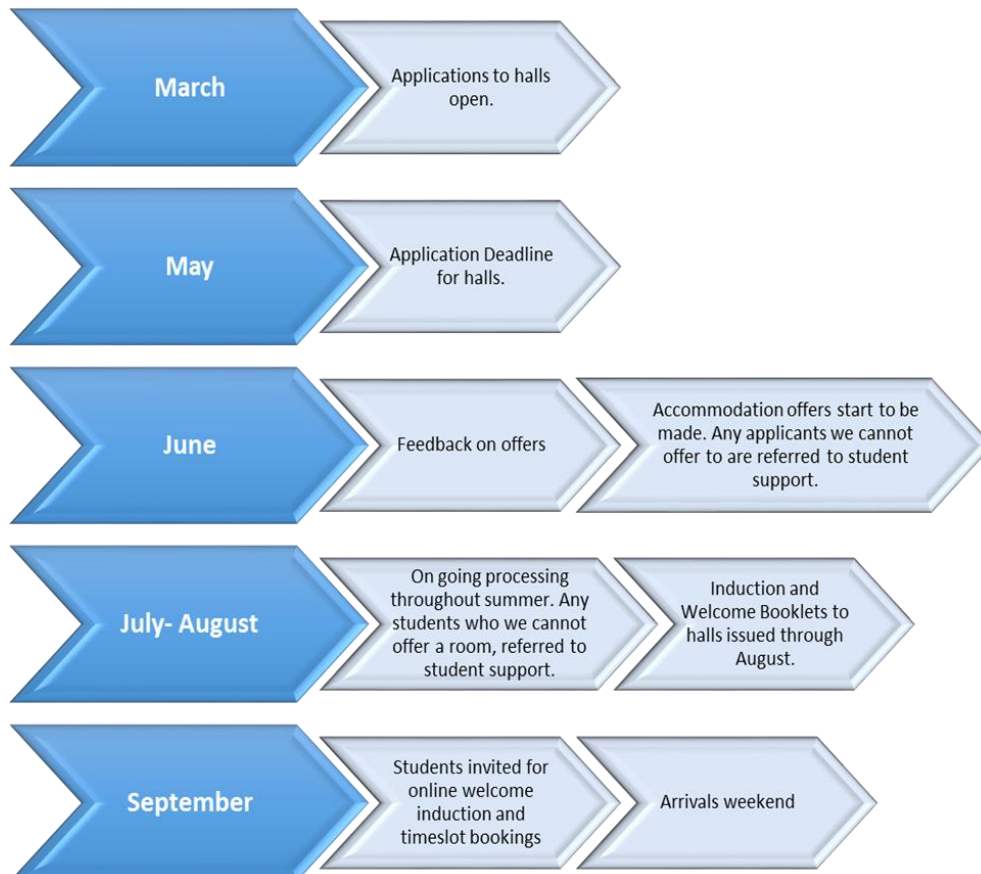 March
Applications to halls
open.
May
Application Deadline
for halls.
June
Feedback on offers
Accommodation offers start to be
made. Any applicants we cannot
offer to are referred to student
support.
July- August
On going processing
throughout summer. Any
students who we cannot
offer a room, referred to
student support.
Induction and
Welcome Booklets to
halls issued through
August.
September
Students invited for
online welcome
induction and
timeslot bookings
Arrivals weekend